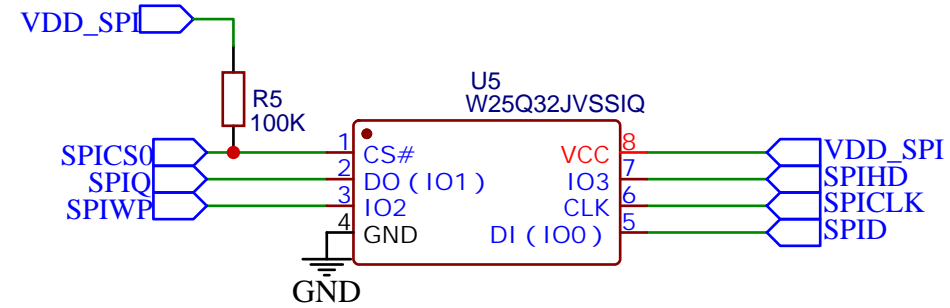 VDD_SPI
R5
100K
U5
W25Q32JVSSIQ
SPICS0 1 CS# VCC 8 VDD_SPI
SPIQ 2 DO(IO1) IO3 7 SPIHD
SPIWP 3 IO2 CLK 6 SPICLK
4 GND DI(IO0) 5 SPID
GND